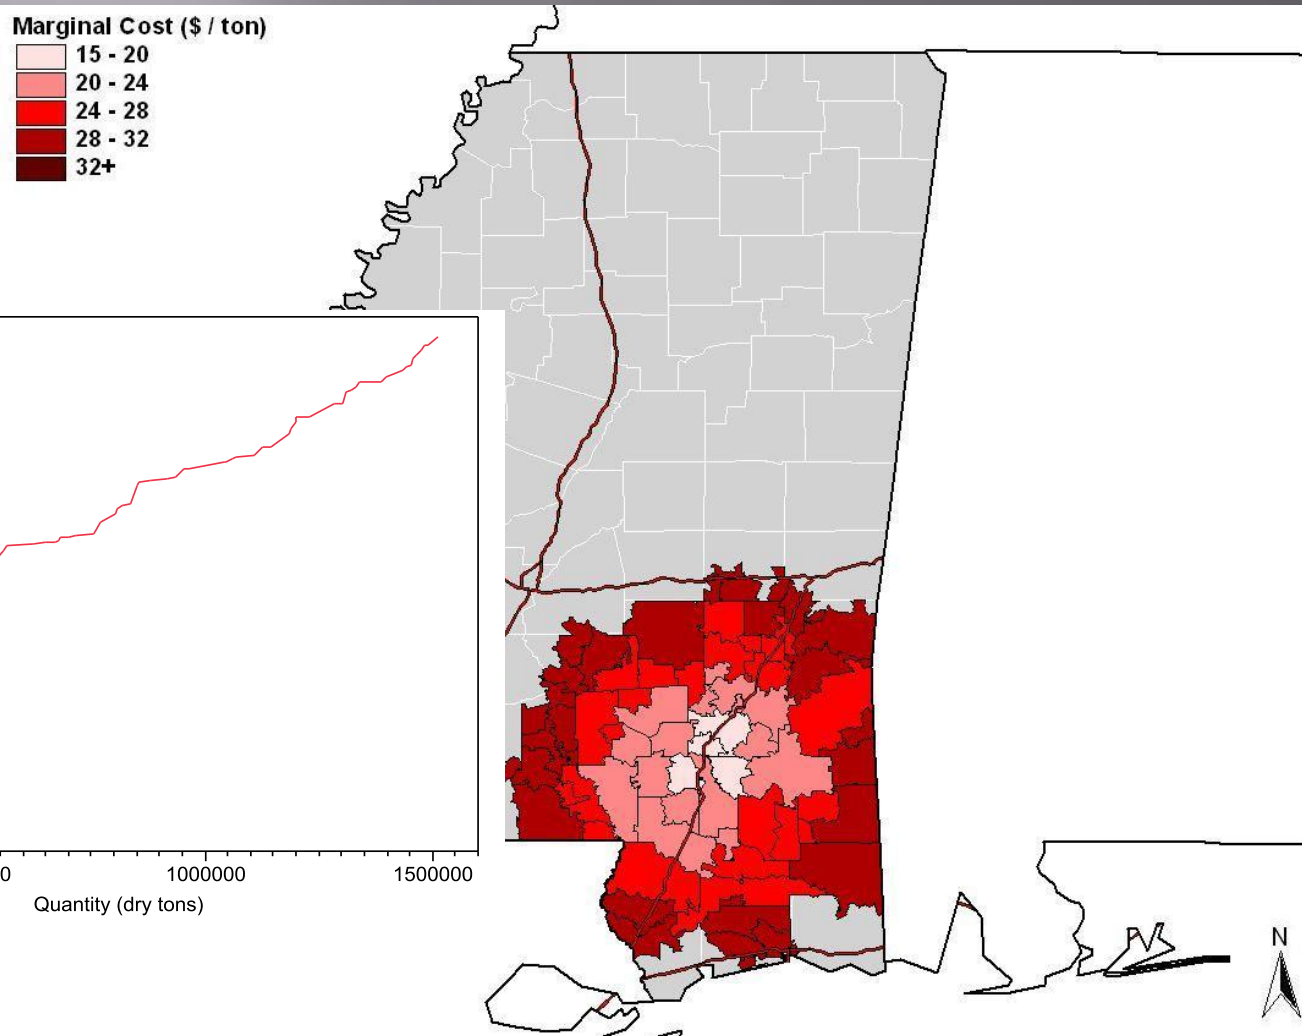 Marginal Cost ($ / ton)
15 - 20
20 - 24
24 - 28
28 - 32
32+
0
1000000
1500000
Quantity (dry tons)
N